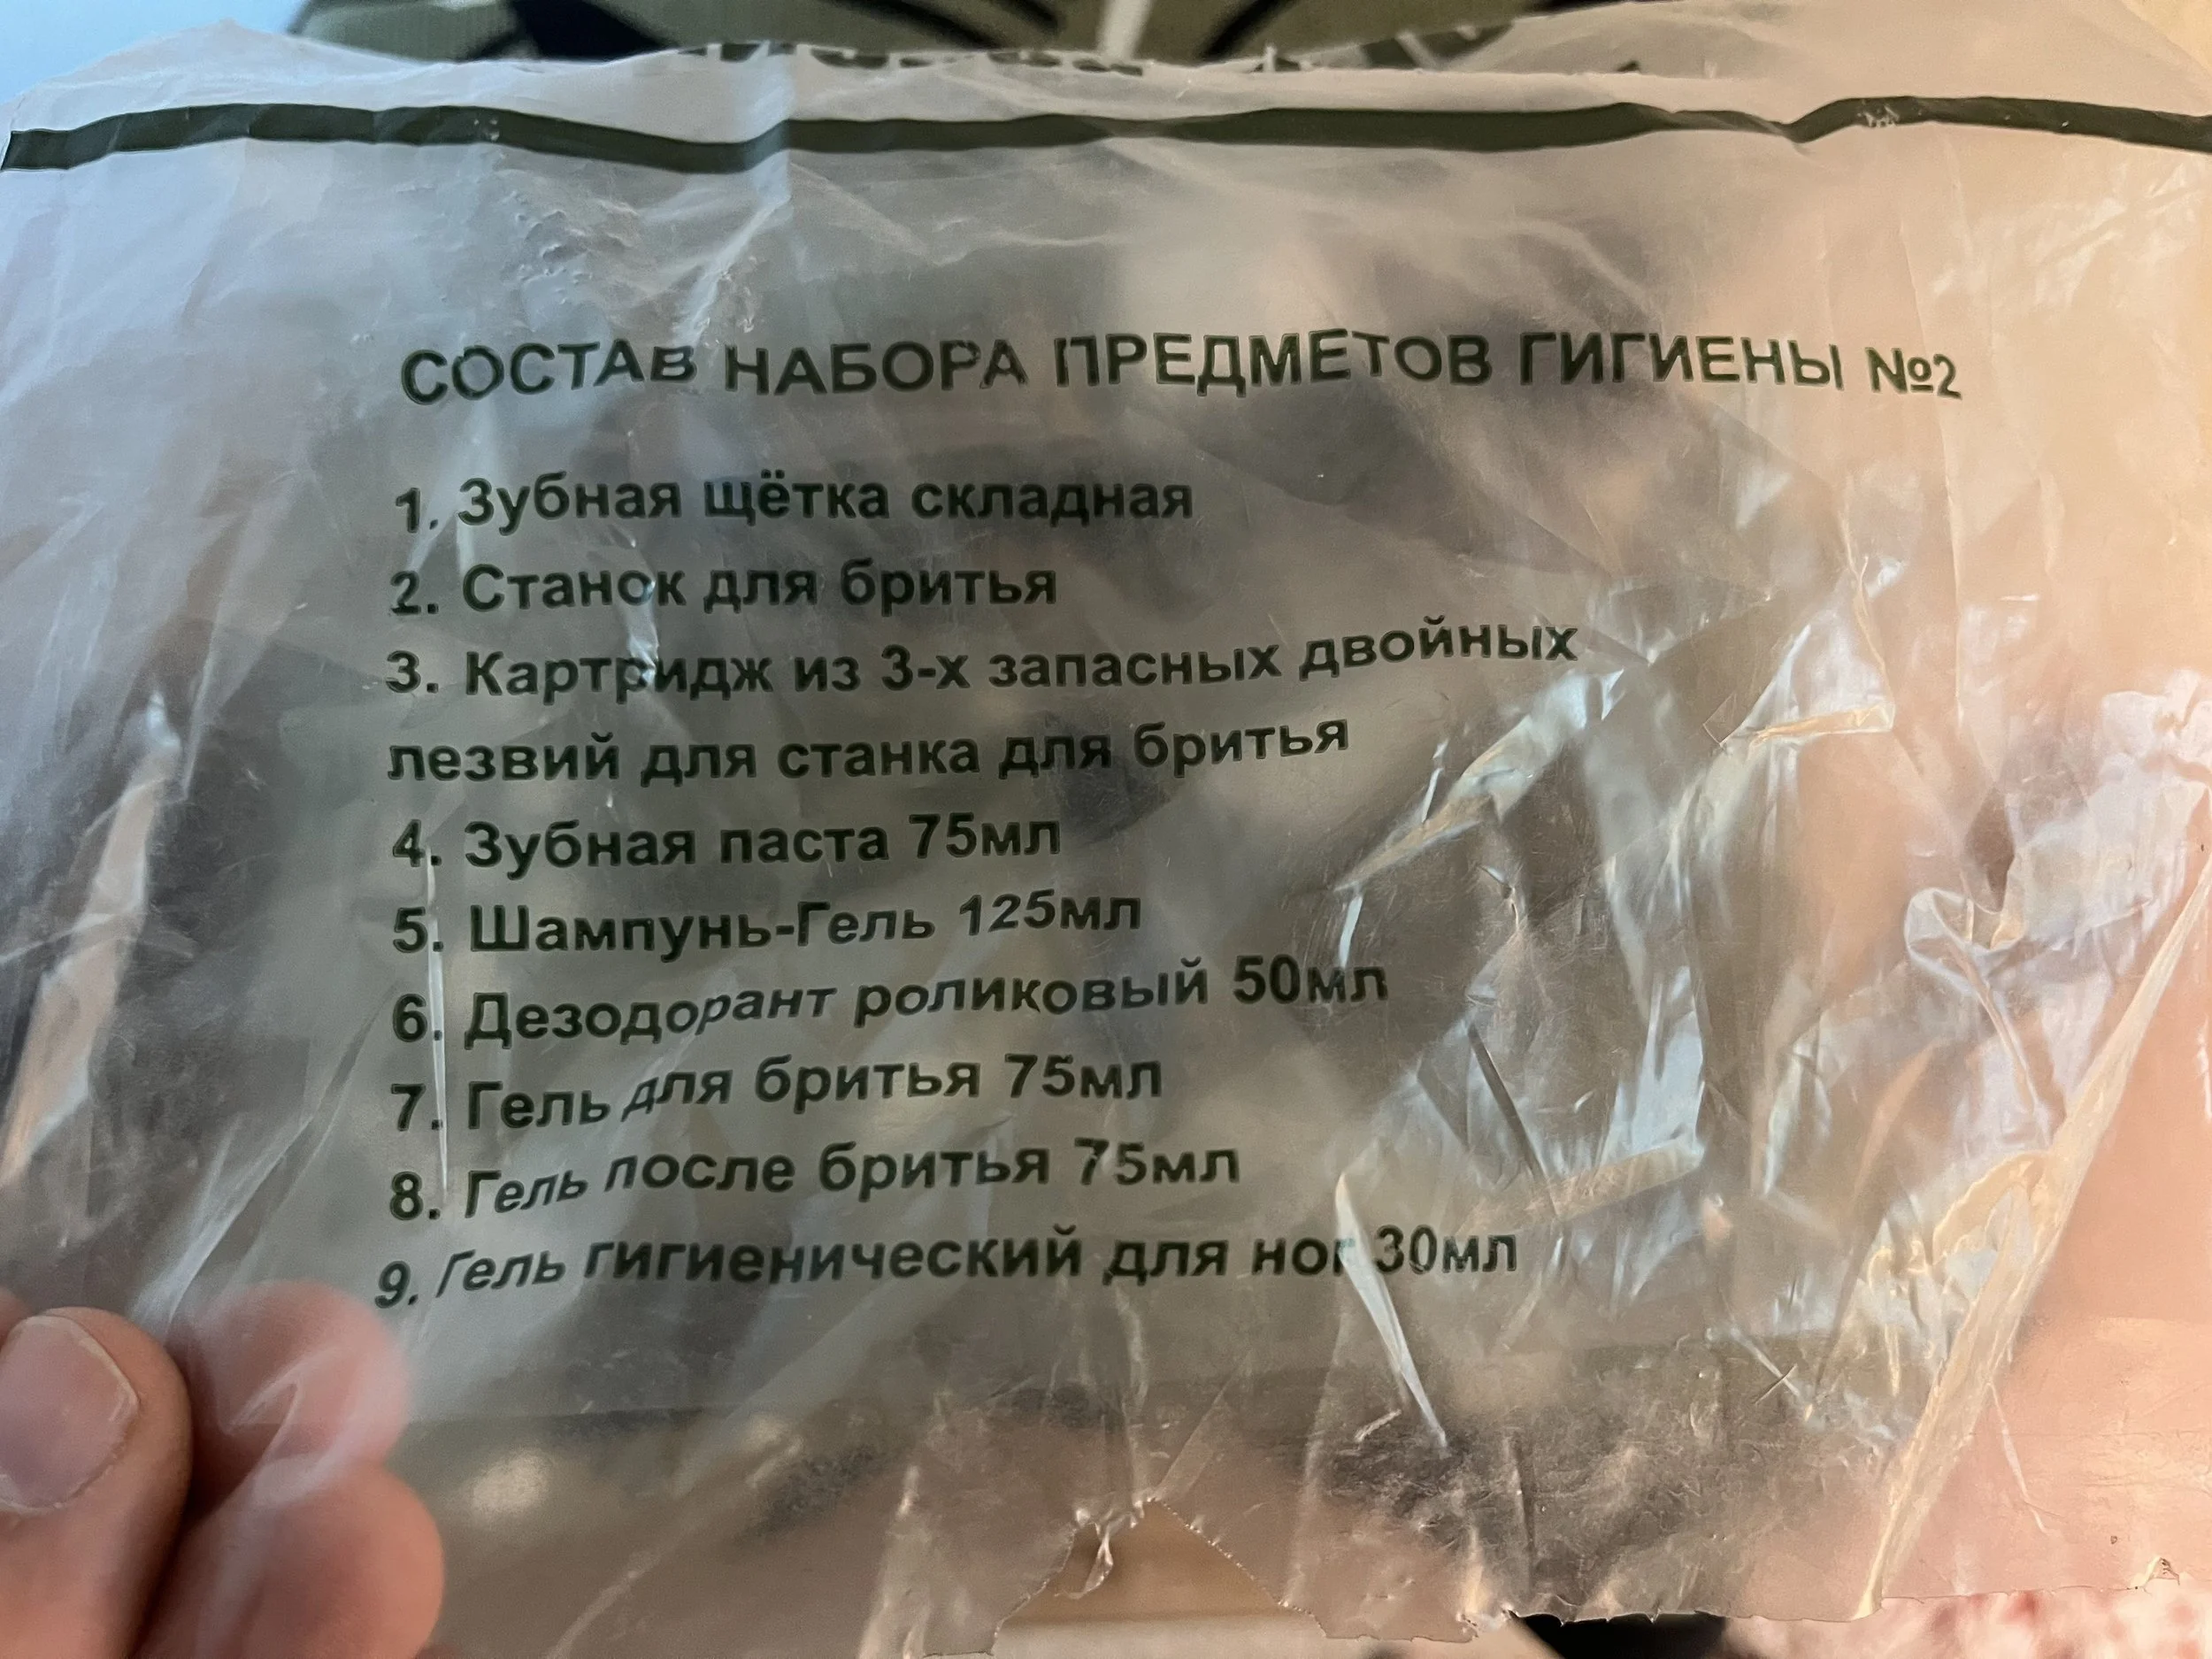 СОСТАВ НАБОРА ПРЕДМЕТОВ ГИГИЕНЫ №2
1. Зубная щётка складная
2. Станок для бритья
3. Картридж из 3-х запасных двойных
лезвий для станка для бритья
4. Зубная паста 75мл
5. Шампунь-Гель 125мл
6. Дезодорант роликовый 50мл
7. Гель для бритья 75мл
8. Гель после бритья 75мл
9. Гель гигиенический для ног 30мл